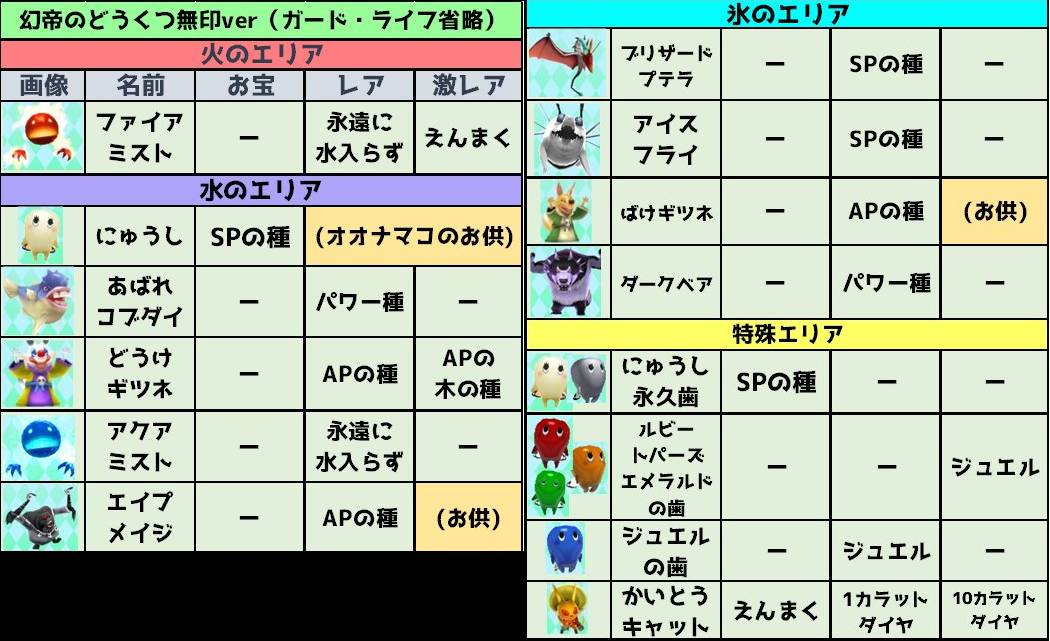 幻帝のどうくつ無印ver（ガード・ライフ省略）
火のエリア
画像 名前 お宝 レア 激レア
ファイア
ミスト
ー
永遠に
水入らず
えんまく
水のエリア
にゅうし
SPの種
(オオナマコのお供)
あばれ
コブダイ
ー
パワー種
ー
どうけ
ギツネ
ー
APの種
APの
木の種
アクア
ミスト
ー
永遠に
水入らず
ー
エイプ
メイジ
ー
APの種
(お供)
氷のエリア
ブリザード
プテラ
ー
SPの種
ー
アイス
フライ
ー
SPの種
ー
ばけギツネ
ー
APの種
(お供)
ダークベア
ー
パワー種
ー
特殊エリア
にゅうし
永久歯
SPの種
ー
ー
ルビー
トパーズ
エメラルド
の歯
ー
ー
ジュエル
ジュエル
の歯
ー
ジュエル
ー
かいとう
キャット
えんまく
1カラット
ダイヤ
10カラット
ダイヤ